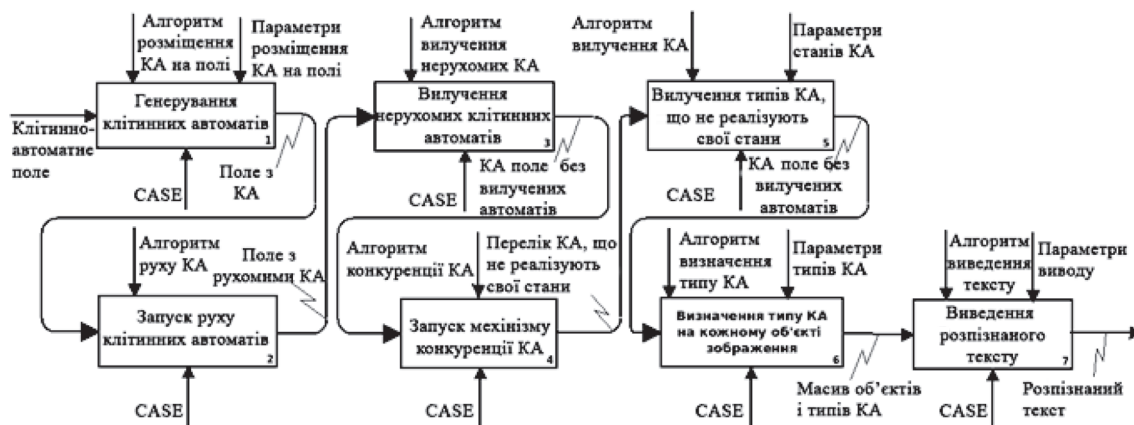 Алгоритм
розміщення
КА на полі
Параметри
розміщення
КА на полі
Клітинно-
автоматне
поле
Генерування
клітинних автоматів
1
CASE
Поле з
КА
Алгоритм
руху КА
Запуск руху
клітинних автоматів
2
CASE
Поле з
рухомими КА
Алгоритм
вилучення
нерухомих КА
Вилучення
нерухомих клітинних
автоматів
3
CASE
КА поле без
вилучених
автоматів
Алгоритм
конкуренції КА
Перелік КА, що
не реалізують
свої стани
Запуск мехінізму
конкуренції КА
4
CASE
Алгоритм
вилучення КА
Параметри
станів КА
Вилучення типів КА,
що не реалізують
свої стани
5
CASE
КА поле без
вилучених
автоматів
Алгоритм
визначення
типу КА
Параметри
типів КА
Визначення типу КА
на кожному об'єкті
зображення
6
CASE
Масив об’єктів
і типів КА
Алгоритм
виведення
тексту
Параметри
виводу
Виведення
розпізнаного
тексту
7
CASE
Розпізнаний
текст